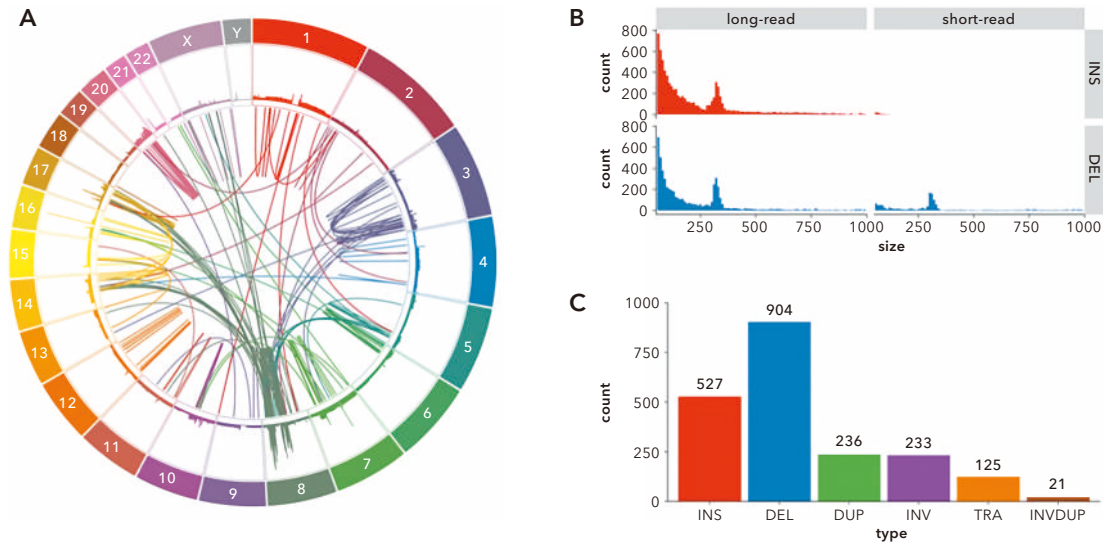 A
1
2
3
4
5
6
7
8
9
10
11
12
13
14
15
16
17
18
19
20
21
22
X
Y
B
long-read short-read
800
600
400
200
0
count
INS
800
600
400
200
0
count
DEL
250 500 750 1000 250 500 750 1000
size
C
1000
750
500
250
0
count
527
904
236
233
125
21
INS DEL DUP INV TRA INVDUP
type